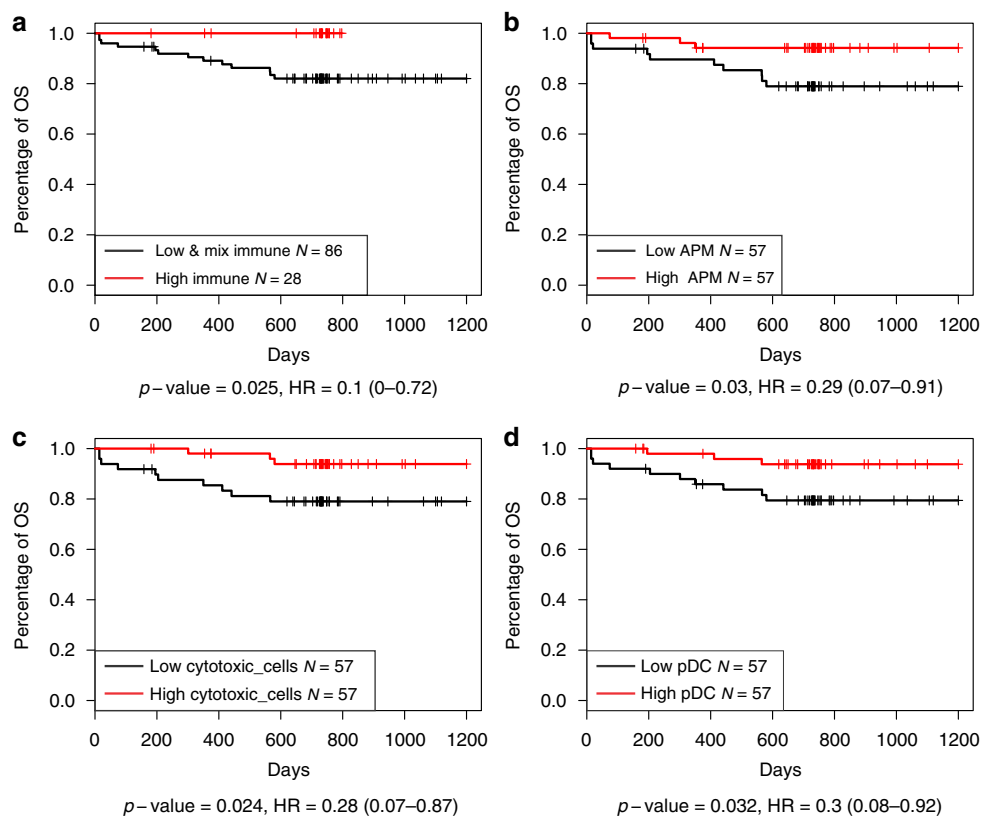 a
Percentage of OS
1.0
0.8
0.6
0.4
0.2
0.0
Low & mix immune N = 86
High immune N = 28
0 200 400 600 800 1000 1200
Days
p – value = 0.025, HR = 0.1 (0–0.72)
b
Percentage of OS
1.0
0.8
0.6
0.4
0.2
0.0
Low APM N = 57
High APM N = 57
0 200 400 600 800 1000 1200
Days
p – value = 0.03, HR = 0.29 (0.07–0.91)
c
Percentage of OS
1.0
0.8
0.6
0.4
0.2
0.0
Low cytotoxic_cells N = 57
High cytotoxic_cells N = 57
0 200 400 600 800 1000 1200
Days
p – value = 0.024, HR = 0.28 (0.07–0.87)
d
Percentage of OS
1.0
0.8
0.6
0.4
0.2
0.0
Low pDC N = 57
High pDC N = 57
0 200 400 600 800 1000 1200
Days
p – value = 0.032, HR = 0.3 (0.08–0.92)